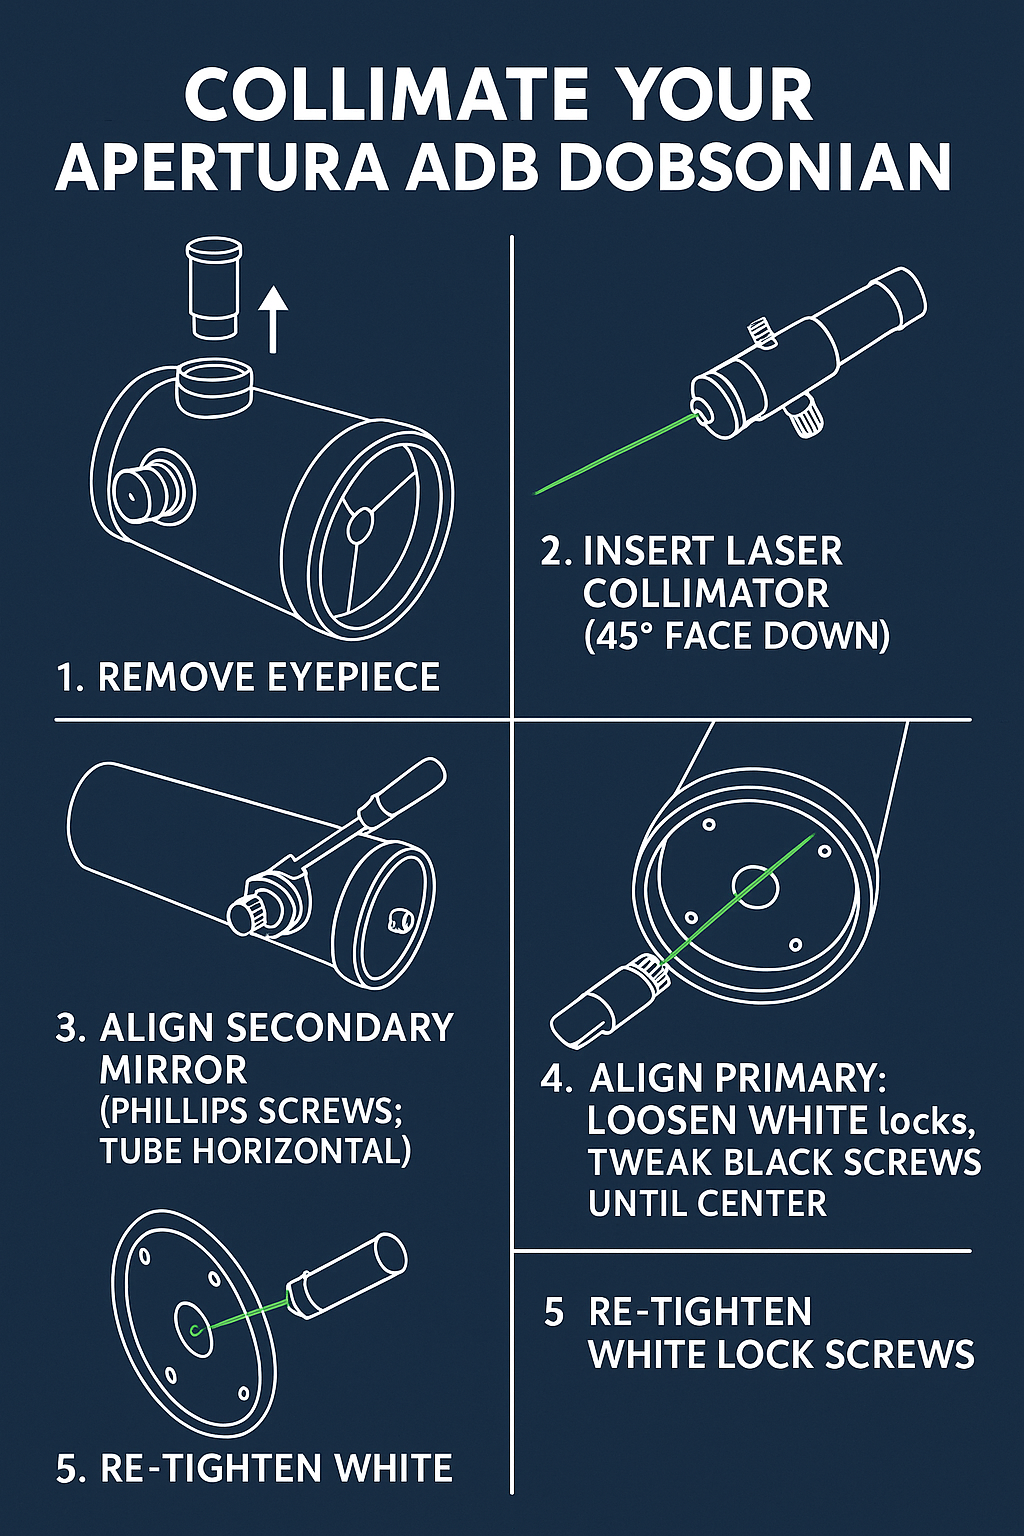 COLLIMATE YOUR
APERTURA ADB DOBSONIAN
1. REMOVE EYEPIECE
2. INSERT LASER
COLLIMATOR
(45° FACE DOWN)
3. ALIGN SECONDARY
MIRROR
(PHILLIPS SCREWS;
TUBE HORIZONTAL)
4. ALIGN PRIMARY:
LOOSEN WHITE locks,
TWEAK BLACK SCREWS
UNTIL CENTER
5. RE-TIGHTEN WHITE
5 RE-TIGHTEN
WHITE LOCK SCREWS